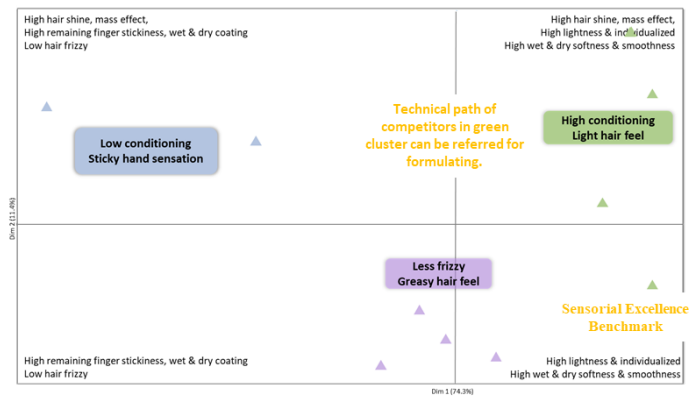 High hair shine, mass effect,
High remaining finger stickiness, wet & dry coating
Low hair frizzy
High hair shine, mass effect,
High lightness & individualized
High wet & dry softness & smoothness
Low conditioning
Sticky hand sensation
Technical path of
competitors in green
cluster can be referred for
formulating.
High conditioning
Light hair feel
Dim 2 (11.4%)
Less frizzy
Greasy hair feel
Sensorial Excellence
Benchmark
High remaining finger stickiness, wet & dry coating
Low hair frizzy
High lightness & individualized
High wet & dry softness & smoothness
Dim 1 (74.3%)